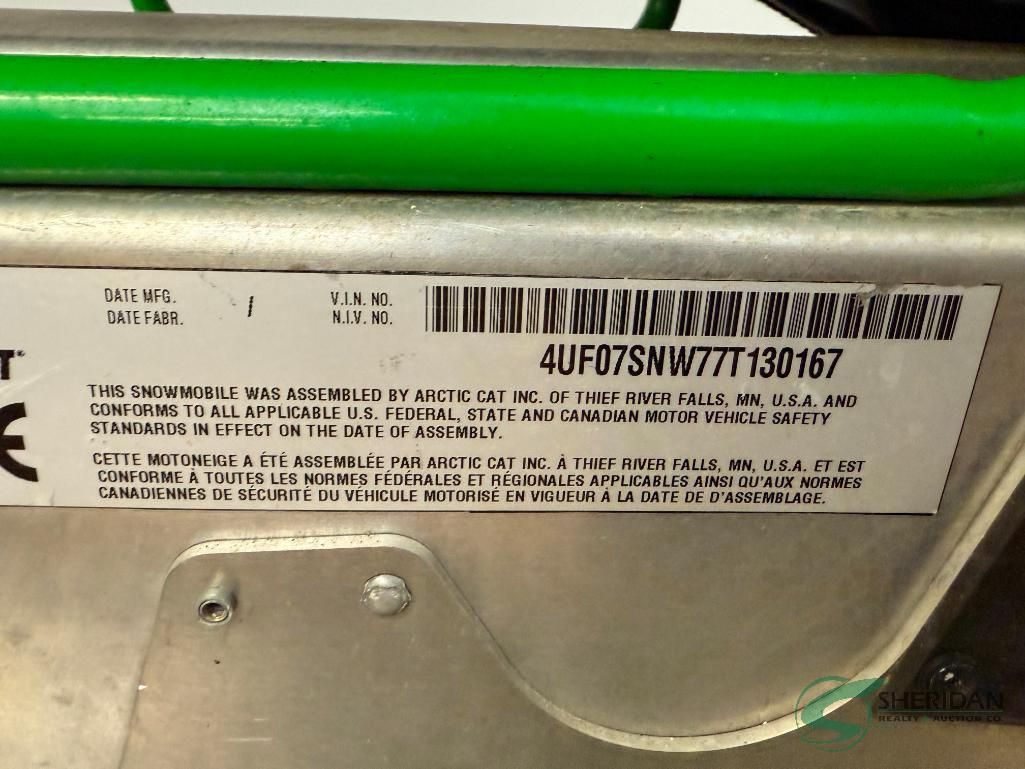 DATE MFG. / V.I.N. NO.
DATE FABR. N.I.V. NO.
4UF07SNW77T130167
T®
CE
THIS SNOWMOBILE WAS ASSEMBLED BY ARCTIC CAT INC. OF THIEF RIVER FALLS, MN, U.S.A. AND
CONFORMS TO ALL APPLICABLE U.S. FEDERAL, STATE AND CANADIAN MOTOR VEHICLE SAFETY
STANDARDS IN EFFECT ON THE DATE OF ASSEMBLY.
CETTE MOTONEIGE A ÉTÉ ASSEMBLÉE PAR ARCTIC CAT INC. À THIEF RIVER FALLS, MN, U.S.A. ET EST
CONFORME À TOUTES LES NORMES FÉDÉRALES ET RÉGIONALES APPLICABLES AINSI QU'AUX NORMES
CANADIENNES DE SÉCURITÉ DU VÉHICULE MOTORISÉ EN VIGUEUR À LA DATE DE D'ASSEMBLAGE.
SHERIDAN
REALTY & AUCTION CO.